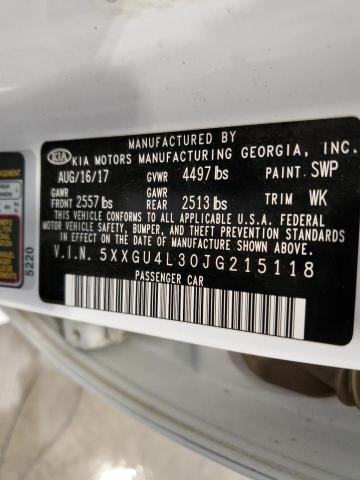 MANUFACTURED BY
KIA KIA MOTORS MANUFACTURING GEORGIA, INC.
AUG/16/17 GVWR 4497 lbs PAINT SWP
GAWR GAWR
FRONT 2557 lbs REAR 2513 lbs TRIM WK
THIS VEHICLE CONFORMS TO ALL APPLICABLE U.S.A. FEDERAL
MOTOR VEHICLE SAFETY, BUMPER, AND THEFT PREVENTION STANDARDS
IN EFFECT ON THE DATE OF MANUFACTURE SHOWN ABOVE.
V.I.N. 5XXGU4L30JG215118
PASSENGER CAR
5220